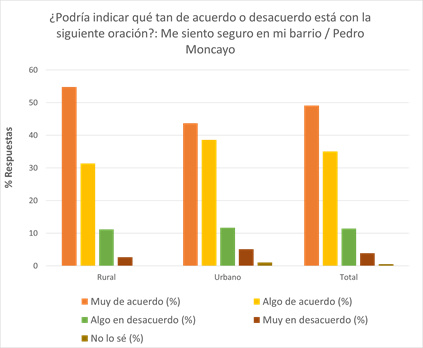 ¿Podría indicar qué tan de acuerdo o desacuerdo está con la
siguiente oración?: Me siento seguro en mi barrio / Pedro
Moncayo
% Respuestas
60
50
40
30
20
10
0
Rural
Urbano
Total
Muy de acuerdo (%)
Algo de acuerdo (%)
Algo en desacuerdo (%)
Muy en desacuerdo (%)
No lo sé (%)